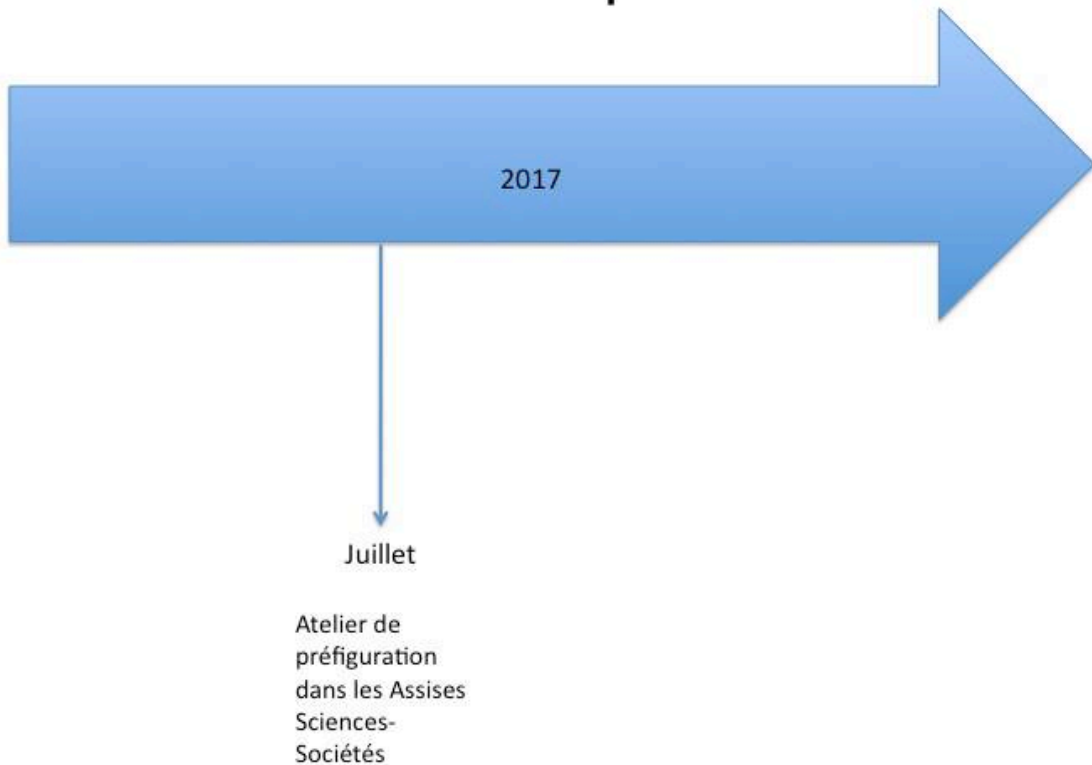 2017
Juillet
Atelier de
préfiguration
dans les Assises
Sciences-
Sociétés